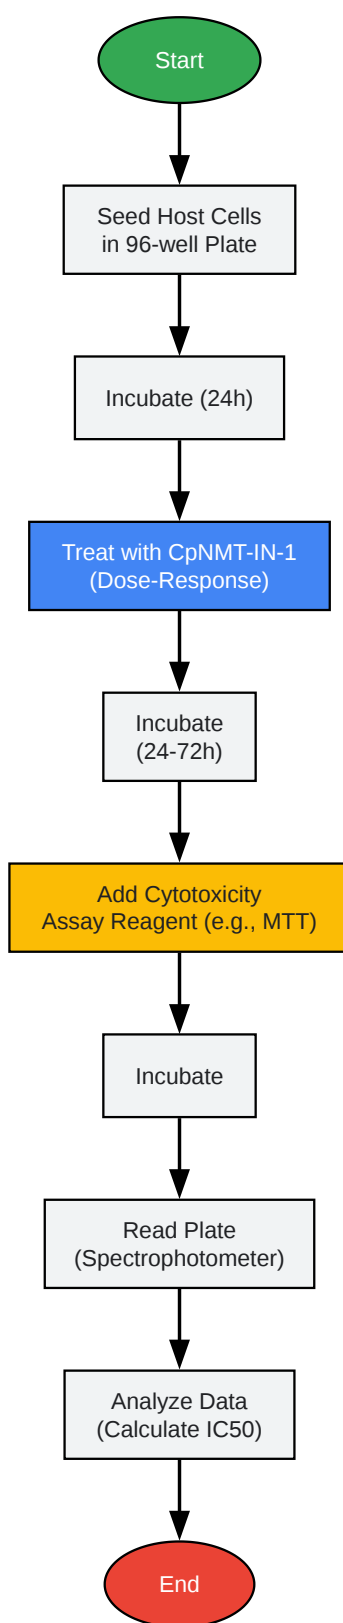 Start
Seed Host Cells
in 96-well Plate
Incubate (24h)
Treat with CpNMT-IN-1
(Dose-Response)
Incubate
(24-72h)
Add Cytotoxicity
Assay Reagent (e.g., MTT)
Incubate
Read Plate
(Spectrophotometer)
Analyze Data
(Calculate IC50)
End